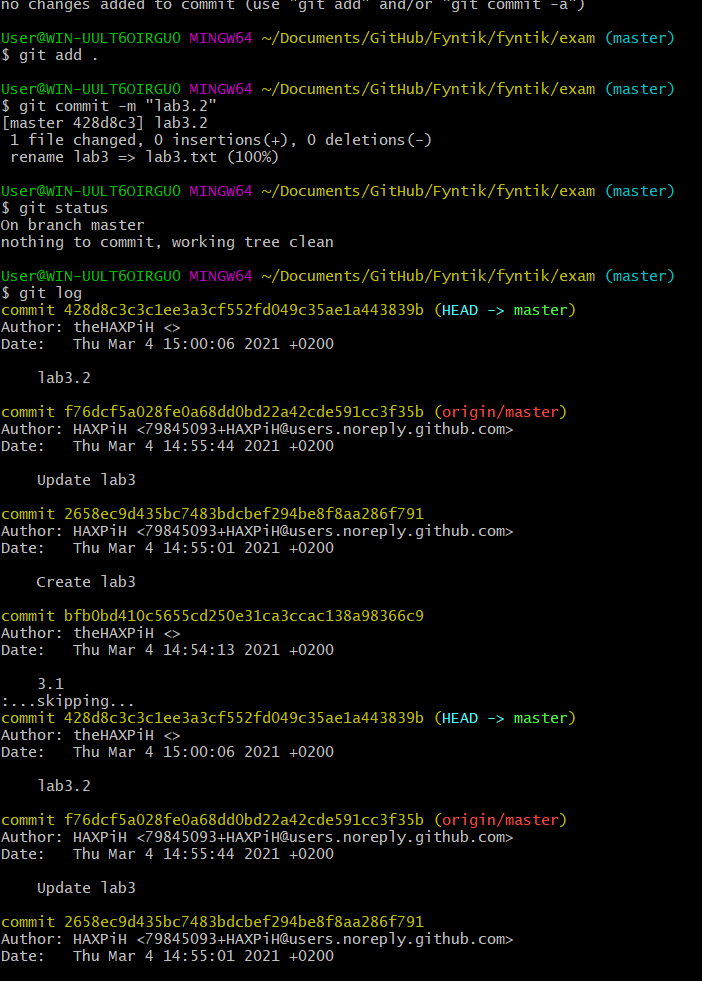 no changes added to commit (use "git add" and/or "git commit -a")
User@WIN-UULT6OIRGUO MINGW64 ~/Documents/GitHub/Fyntik/fyntik/exam (master)
$ git add .
User@WIN-UULT6OIRGUO MINGW64 ~/Documents/GitHub/Fyntik/fyntik/exam (master)
$ git commit -m "lab3.2"
[master 428d8c3] lab3.2
 1 file changed, 0 insertions(+), 0 deletions(-)
 rename lab3 => lab3.txt (100%)
User@WIN-UULT6OIRGUO MINGW64 ~/Documents/GitHub/Fyntik/fyntik/exam (master)
$ git status
On branch master
nothing to commit, working tree clean
User@WIN-UULT6OIRGUO MINGW64 ~/Documents/GitHub/Fyntik/fyntik/exam (master)
$ git log
commit 428d8c3c3c1ee3a3cf552fd049c35ae1a443839b (HEAD -> master)
Author: theHAXPiH <>
Date:   Thu Mar 4 15:00:06 2021 +0200
    lab3.2
commit f76dcf5a028fe0a68dd0bd22a42cde591cc3f35b (origin/master)
Author: HAXPiH <79845093+HAXPiH@users.noreply.github.com>
Date:   Thu Mar 4 14:55:44 2021 +0200
    Update lab3
commit 2658ec9d435bc7483bdcbef294be8f8aa286f791
Author: HAXPiH <79845093+HAXPiH@users.noreply.github.com>
Date:   Thu Mar 4 14:55:01 2021 +0200
    Create lab3
commit bfb0bd410c5655cd250e31ca3ccac138a98366c9
Author: theHAXPiH <>
Date:   Thu Mar 4 14:54:13 2021 +0200
    3.1
:...skipping...
commit 428d8c3c3c1ee3a3cf552fd049c35ae1a443839b (HEAD -> master)
Author: theHAXPiH <>
Date:   Thu Mar 4 15:00:06 2021 +0200
    lab3.2
commit f76dcf5a028fe0a68dd0bd22a42cde591cc3f35b (origin/master)
Author: HAXPiH <79845093+HAXPiH@users.noreply.github.com>
Date:   Thu Mar 4 14:55:44 2021 +0200
    Update lab3
commit 2658ec9d435bc7483bdcbef294be8f8aa286f791
Author: HAXPiH <79845093+HAXPiH@users.noreply.github.com>
Date:   Thu Mar 4 14:55:01 2021 +0200